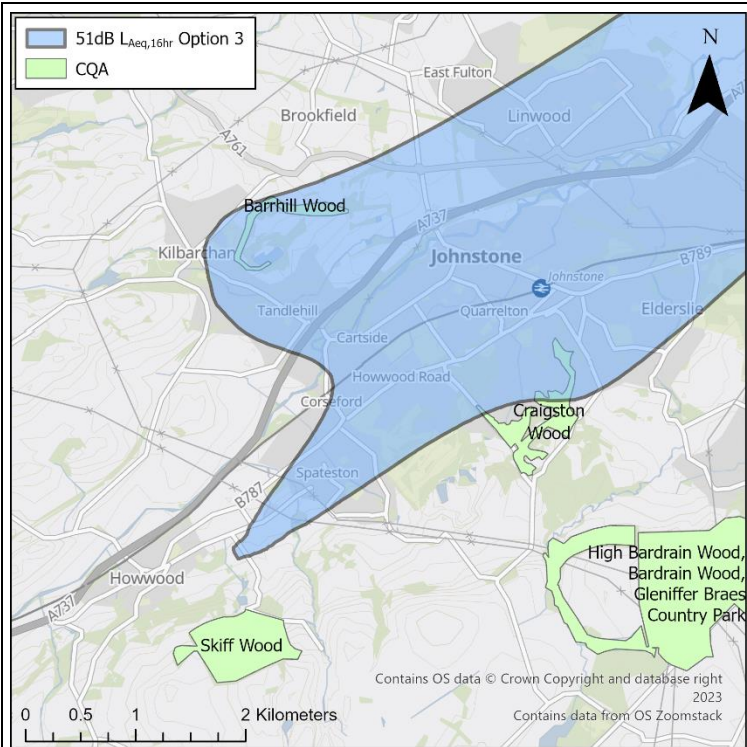 51dB LAeq,16hr Option 3
CQA
N
East Fulton
Brookfield
Linwood
A761
A737
Barrhill Wood
Kilbarchan
Johnstone
Johnstone
B789
Tandlehill
Quarrelton
Elderslie
Cartside
Howwood Road
Corseford
Craigston
Wood
Spateston
B787
Howwood
A737
High Bardrain Wood,
Bardrain Wood,
Gleniffer Braes
Country Park
Skiff Wood
Contains OS data © Crown Copyright and database right
2023
Contains data from OS Zoomstack
0 0.5 1 2 Kilometers